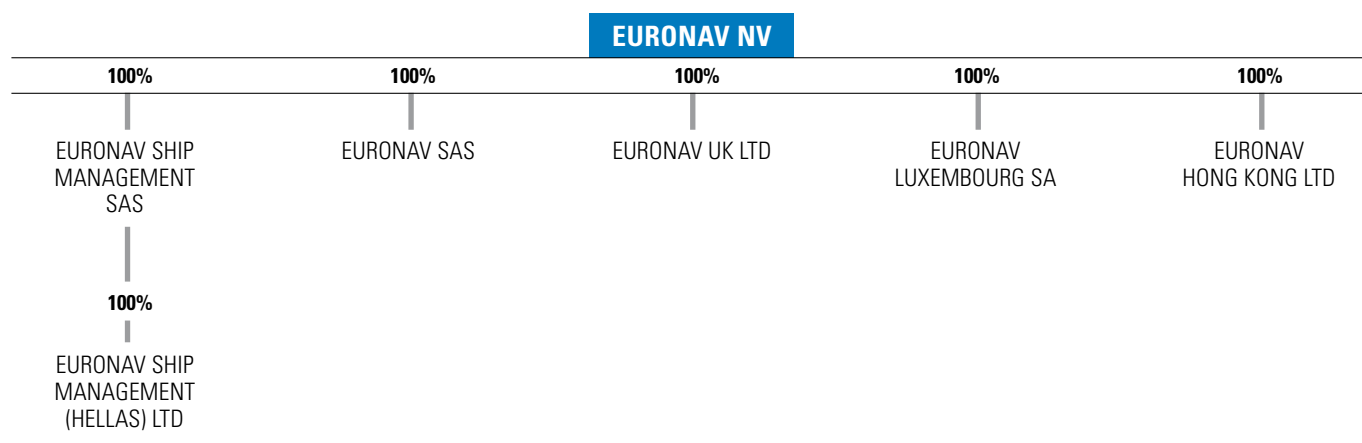 EURONAV NV
100% 100% 100% 100% 100%
EURONAV SHIP
MANAGEMENT
SAS
EURONAV SAS
EURONAV UK LTD
EURONAV
LUXEMBOURG SA
EURONAV
HONG KONG LTD
100%
EURONAV SHIP
MANAGEMENT
(HELLAS) LTD